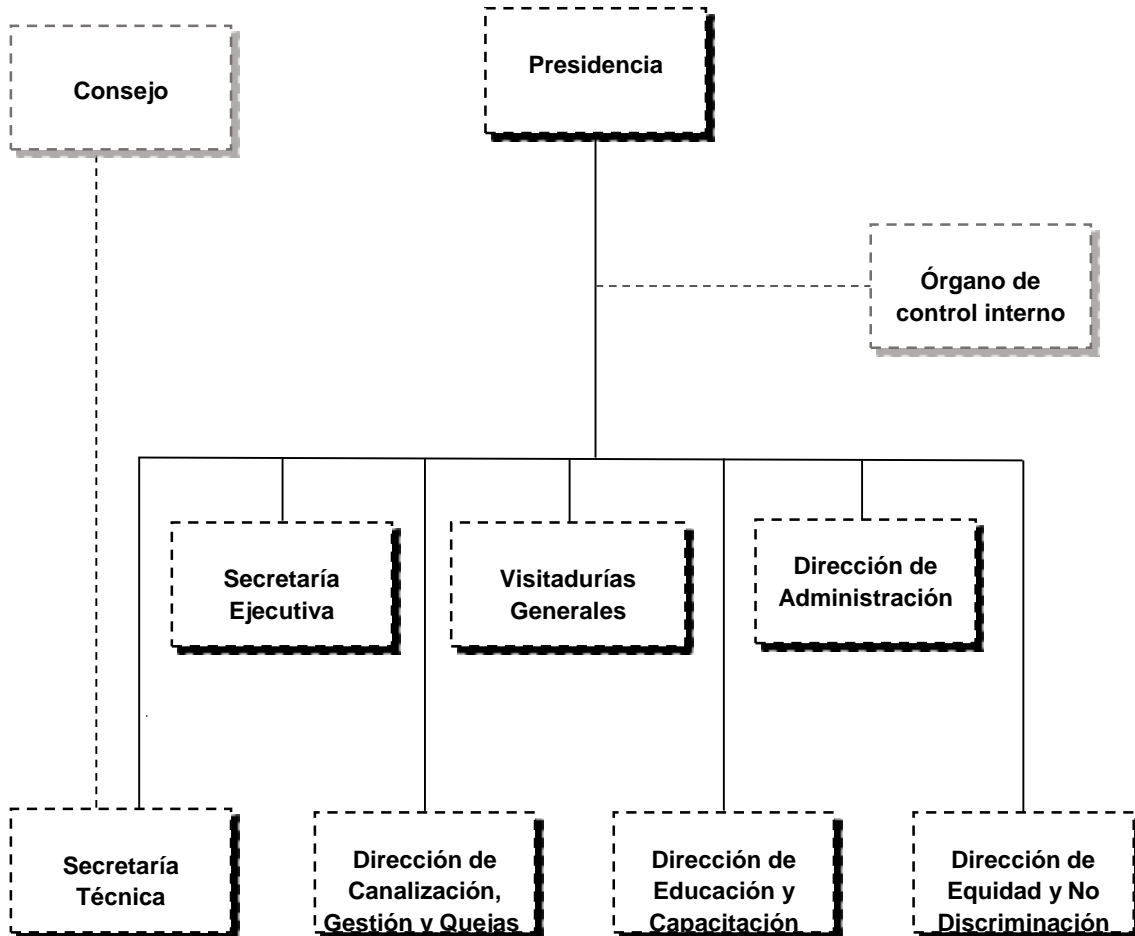 Consejo
Presidencia
Órgano de
control interno
Secretaría
Ejecutiva
Visitadurías
Generales
Dirección de
Administración
Secretaría
Técnica
Dirección de
Canalización,
Gestión y Quejas
Dirección de
Educación y
Capacitación
Dirección de
Equidad y No
Discriminación